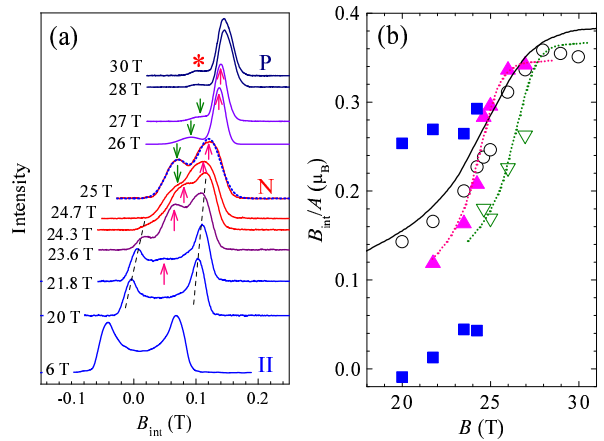 (a)
30 T
*
P
28 T
27 T
26 T
25 T
N
24.7 T
24.3 T
23.6 T
21.8 T
20 T
6 T
II
Intensity
-0.1 0.0 0.1 0.2
B_int (T)
(b)
0.4
0.3
0.2
0.1
0.0
B_int/A (μ_B)
20 25 30
B (T)